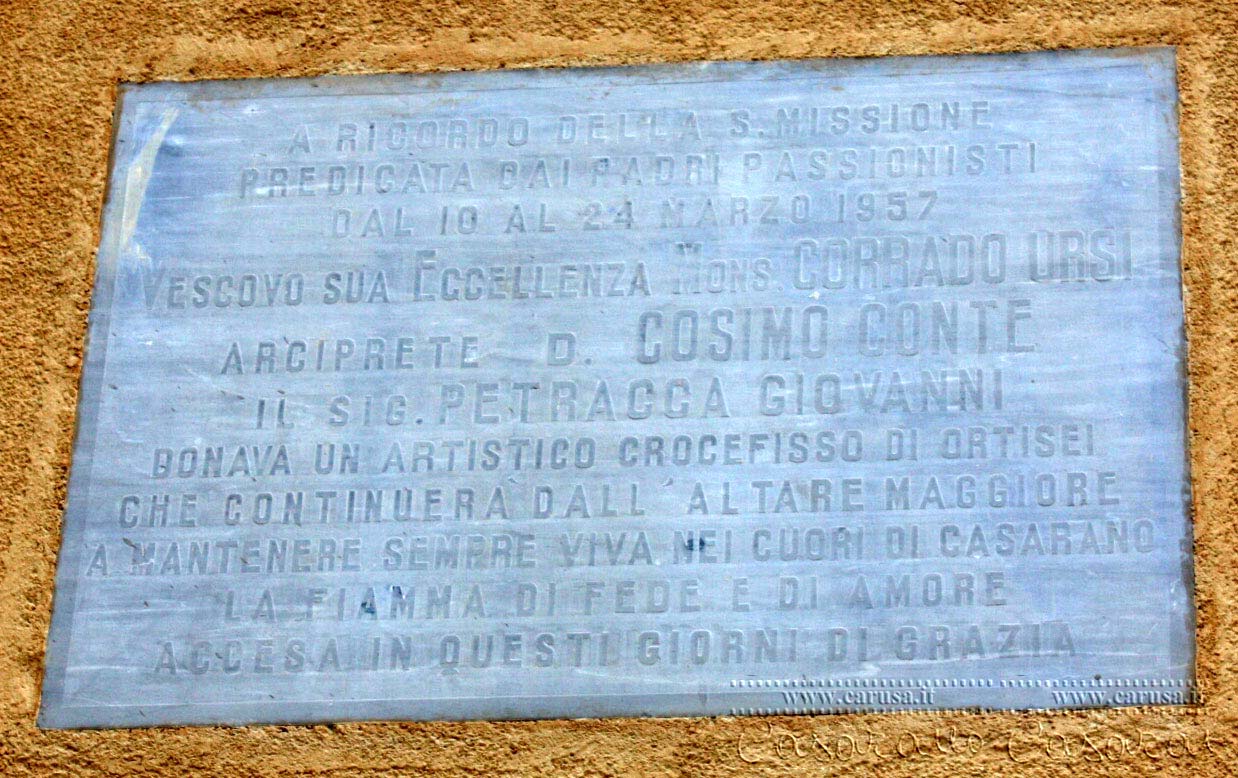 A RICORDO DELLA S. MISSIONE
PREDICATA DAI PADRI PASSIONISTI
DAL 10 AL 24 MARZO 1957
VESCOVO SUA ECCELLENZA MONS. CORRADO URSI
ARCIPRETE D. COSIMO CONTE
IL SIG. PETRACCA GIOVANNI
DONAVA UN ARTISTICO CROCEFISSO DI ORTISEI
CHE CONTINUERA DALL' ALTARE MAGGIORE
A MANTENERE SEMPRE VIVA NEI CUORI DI CASARANO
LA FIAMMA DI FEDE E DI AMORE
ACCESA IN QUESTI GIORNI DI GRAZIA
www.carusa.it www.carusa.it